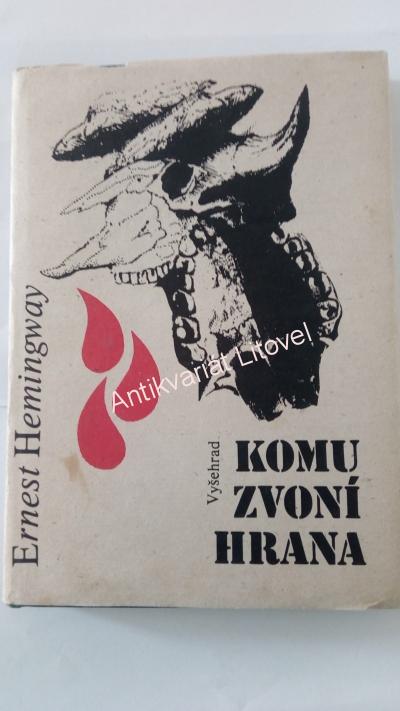 Ernest Hemingway
Antikvariát Litovel
Vyšehrad
KOMU
ZVONÍ
HRANA